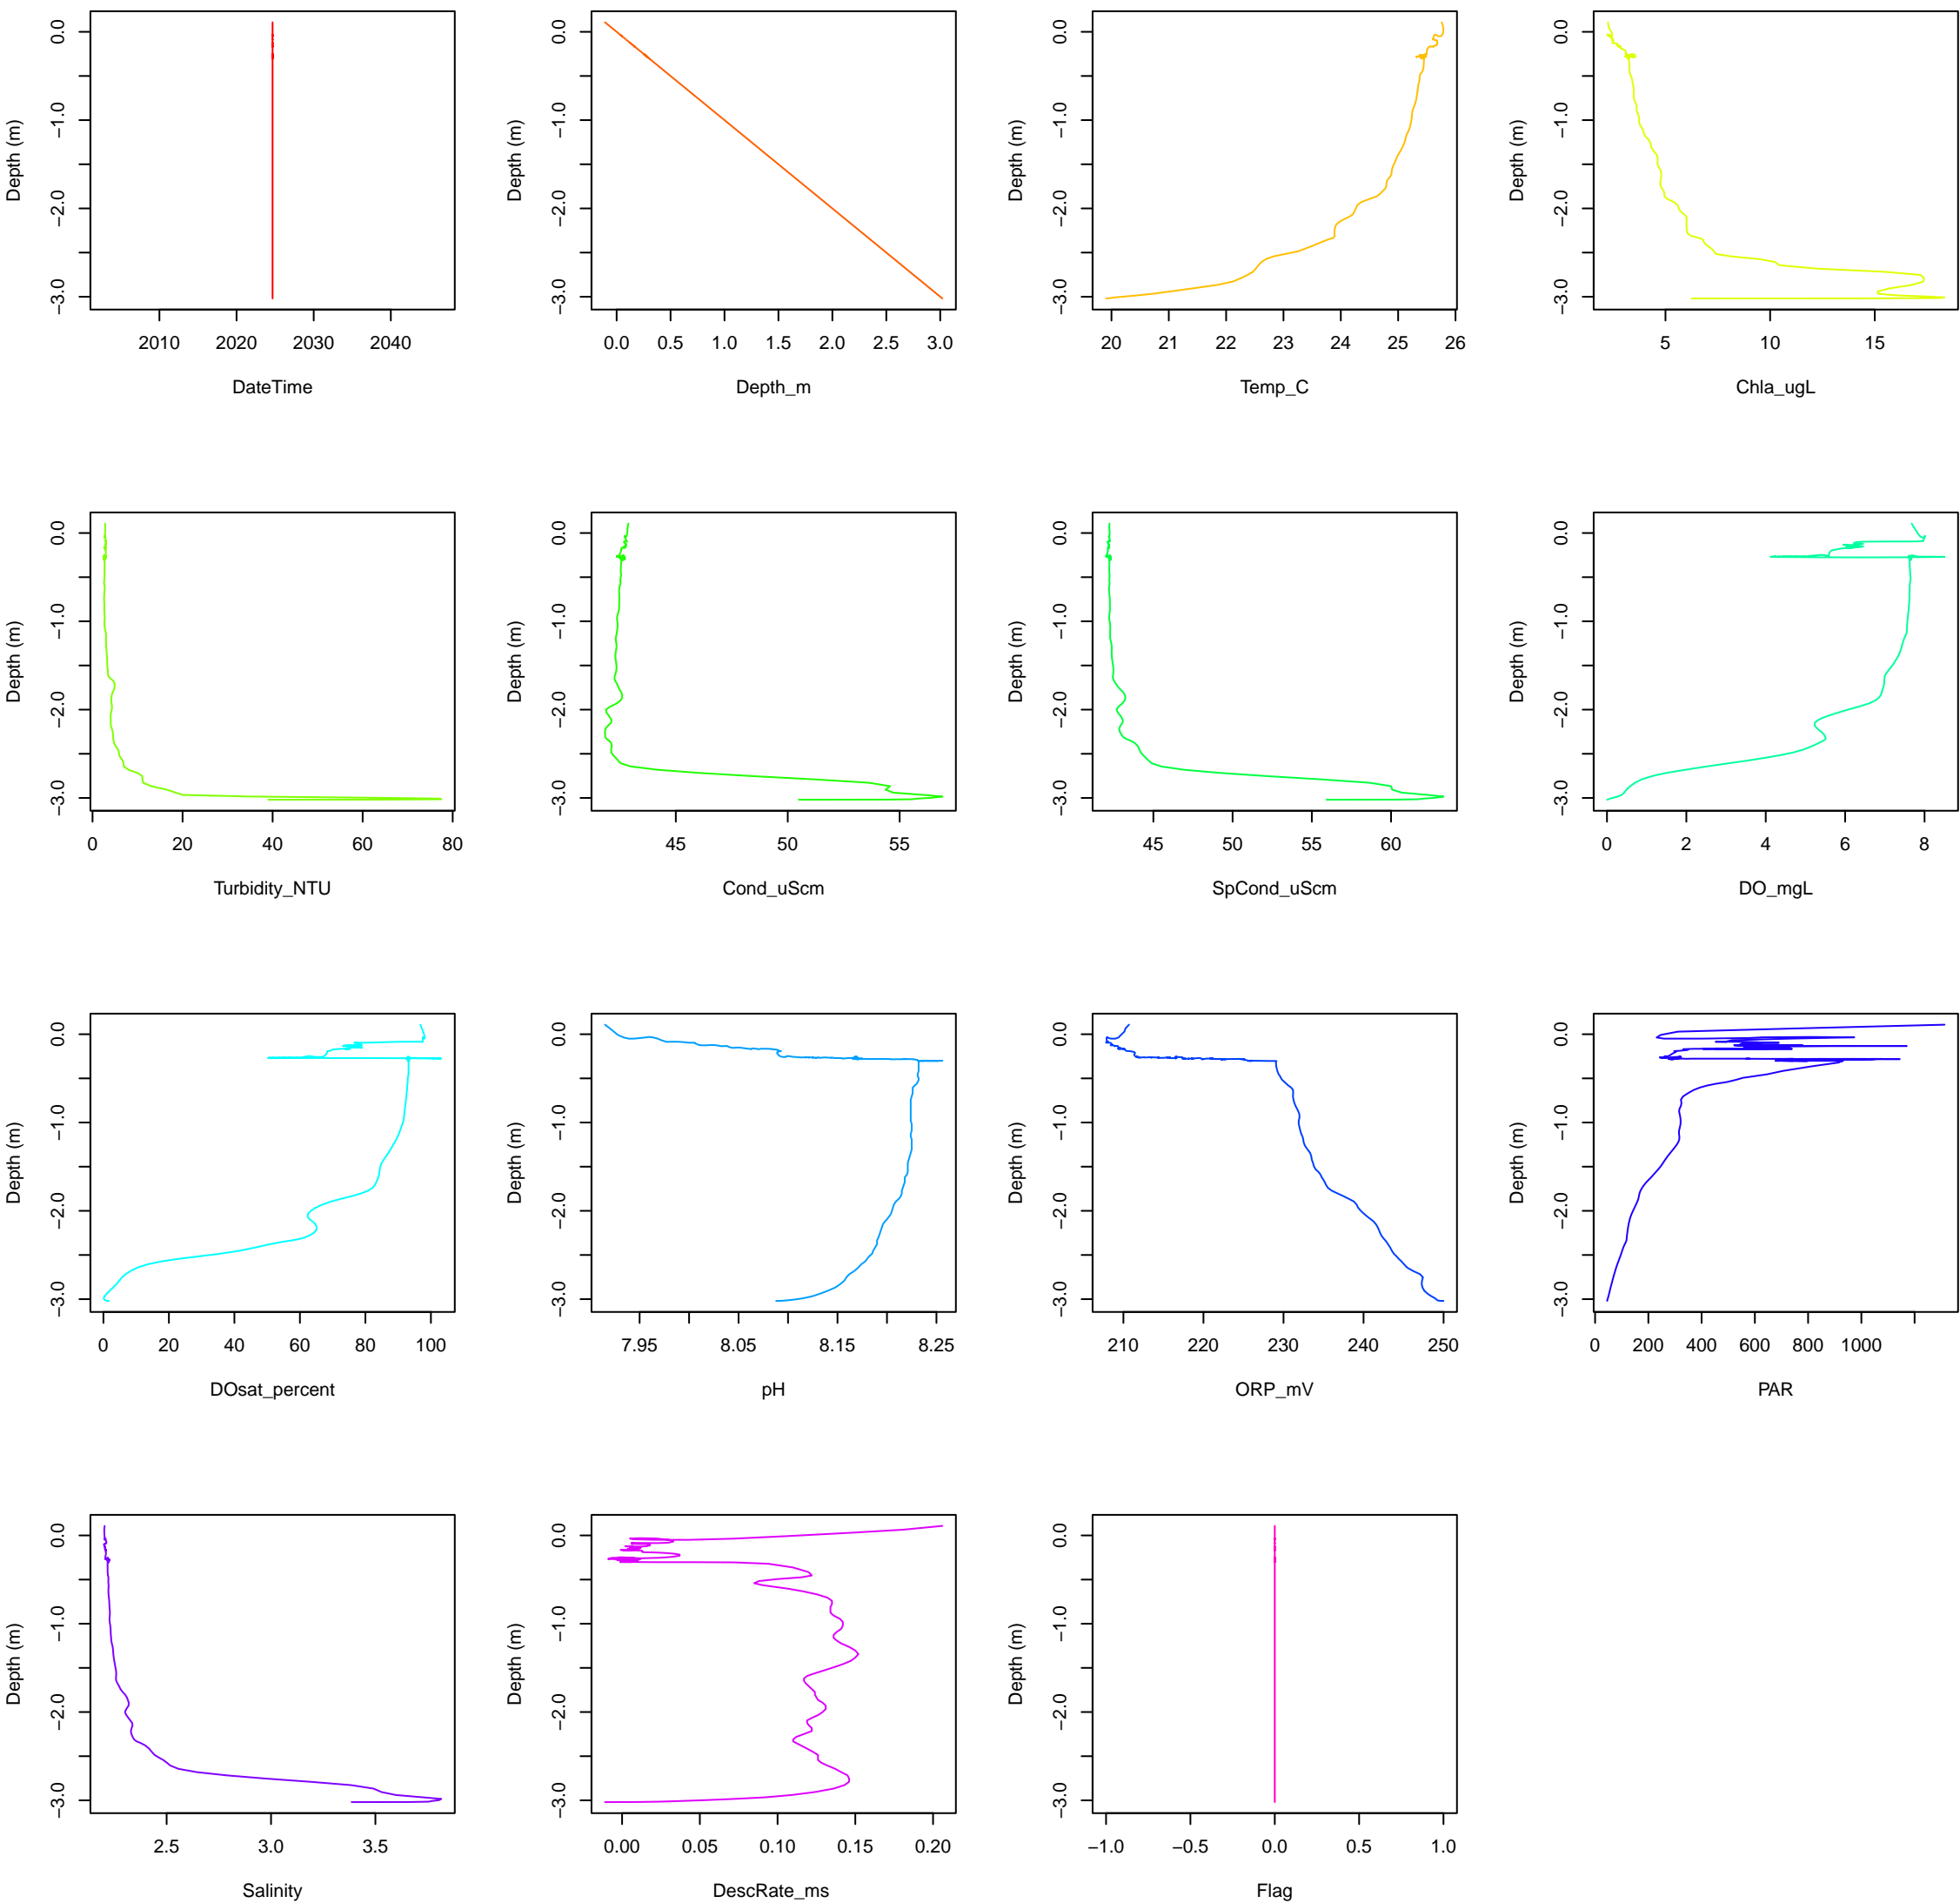 0.0 0.0 0.0 0.0
−1.0 −1.0 −1.0 −1.0
Depth (m) Depth (m) Depth (m) Depth (m)
−2.0 −2.0 −2.0 −2.0
−3.0 −3.0 −3.0 −3.0
2010 2020 2030 2040 0.0 0.5 1.0 1.5 2.0 2.5 3.0 20 21 22 23 24 25 26 5 10 15
DateTime Depth_m Temp_C Chla_ugL
0.0 0.0 0.0 0.0
−1.0 −1.0 −1.0 −1.0
Depth (m) Depth (m) Depth (m) Depth (m)
−2.0 −2.0 −2.0 −2.0
−3.0 −3.0 −3.0 −3.0
0 20 40 60 80 45 50 55 45 50 55 60 0 2 4 6 8
Turbidity_NTU Cond_uScm SpCond_uScm DO_mgL
0.0 0.0 0.0 0.0
−1.0 −1.0 −1.0 −1.0
Depth (m) Depth (m) Depth (m) Depth (m)
−2.0 −2.0 −2.0 −2.0
−3.0 −3.0 −3.0 −3.0
0 20 40 60 80 100 7.95 8.05 8.15 8.25 210 220 230 240 250 0 200 400 600 800 1000
DOsat_percent pH ORP_mV PAR
0.0 0.0 0.0
−1.0 −1.0 −1.0
Depth (m) Depth (m) Depth (m)
−2.0 −2.0 −2.0
−3.0 −3.0 −3.0
2.5 3.0 3.5 0.00 0.05 0.10 0.15 0.20 −1.0 −0.5 0.0 0.5 1.0
Salinity DescRate_ms Flag